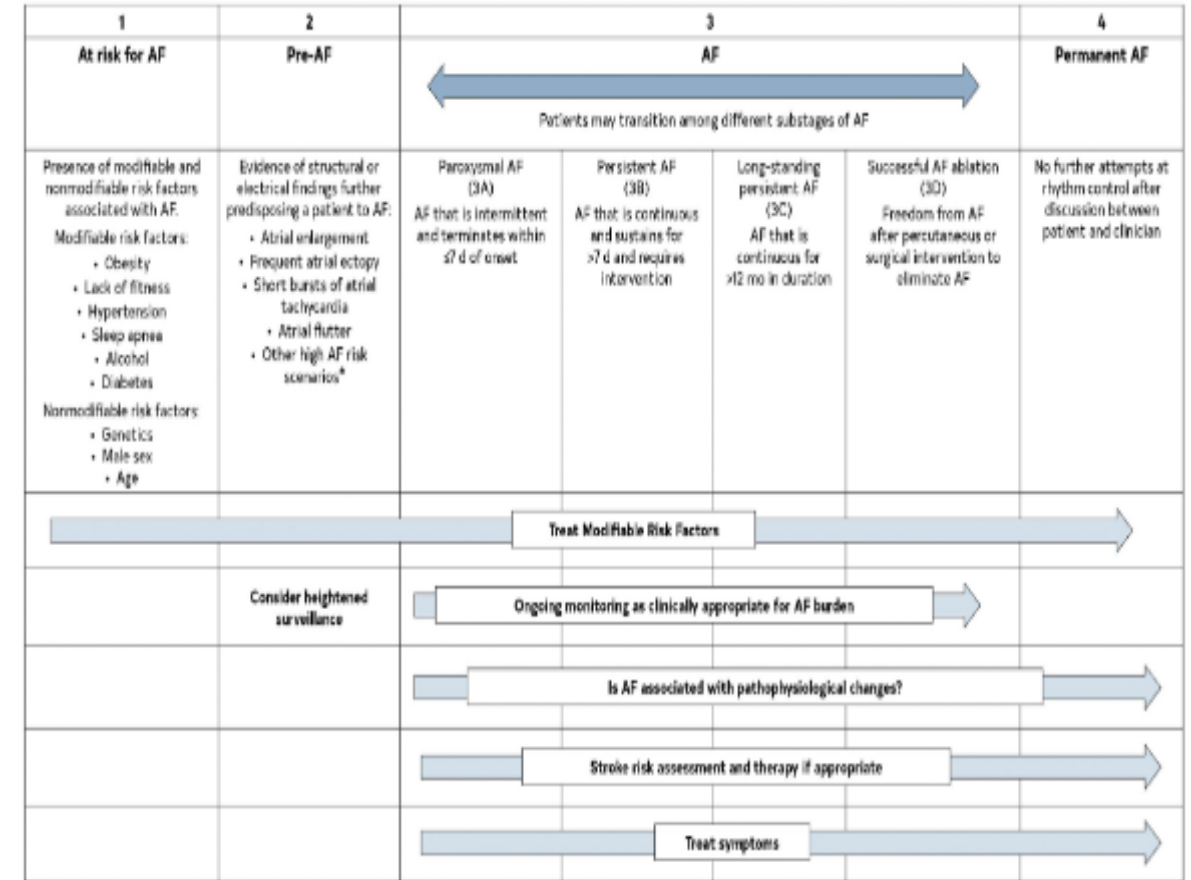 1
2
3
4
At risk for AF
Pre-AF
AF
Permanent AF
Patients may transition among different substages of AF
Presence of modifiable and
nonmodifiable risk factors
associated with AF.
Modifiable risk factors:
• Obesity
• Lack of fitness
• Hypertension
• Sleep apnea
• Alcohol
• Diabetes
Nonmodifiable risk factors:
• Genetics
• Male sex
• Age
Evidence of structural or
electrical findings further
predisposing a patient to AF:
• Atrial enlargement
• Frequent atrial ectopy
• Short bursts of atrial
tachycardia
• Atrial flutter
• Other high AF risk
scenarios*
Paroxysmal AF
(3A)
AF that is intermittent
and terminates within
≤7 d of onset
Persistent AF
(3B)
AF that is continuous
and sustains for
>7 d and requires
intervention
Long-standing
persistent AF
(3C)
AF that is
continuous for
>12 mo in duration
Successful AF ablation
(3D)
Freedom from AF
after percutaneous or
surgical intervention to
eliminate AF
No further attempts at
rhythm control after
discussion between
patient and clinician
Treat Modifiable Risk Factors
Consider heightened
surveillance
Ongoing monitoring as clinically appropriate for AF burden
Is AF associated with pathophysiological changes?
Stroke risk assessment and therapy if appropriate
Treat symptoms